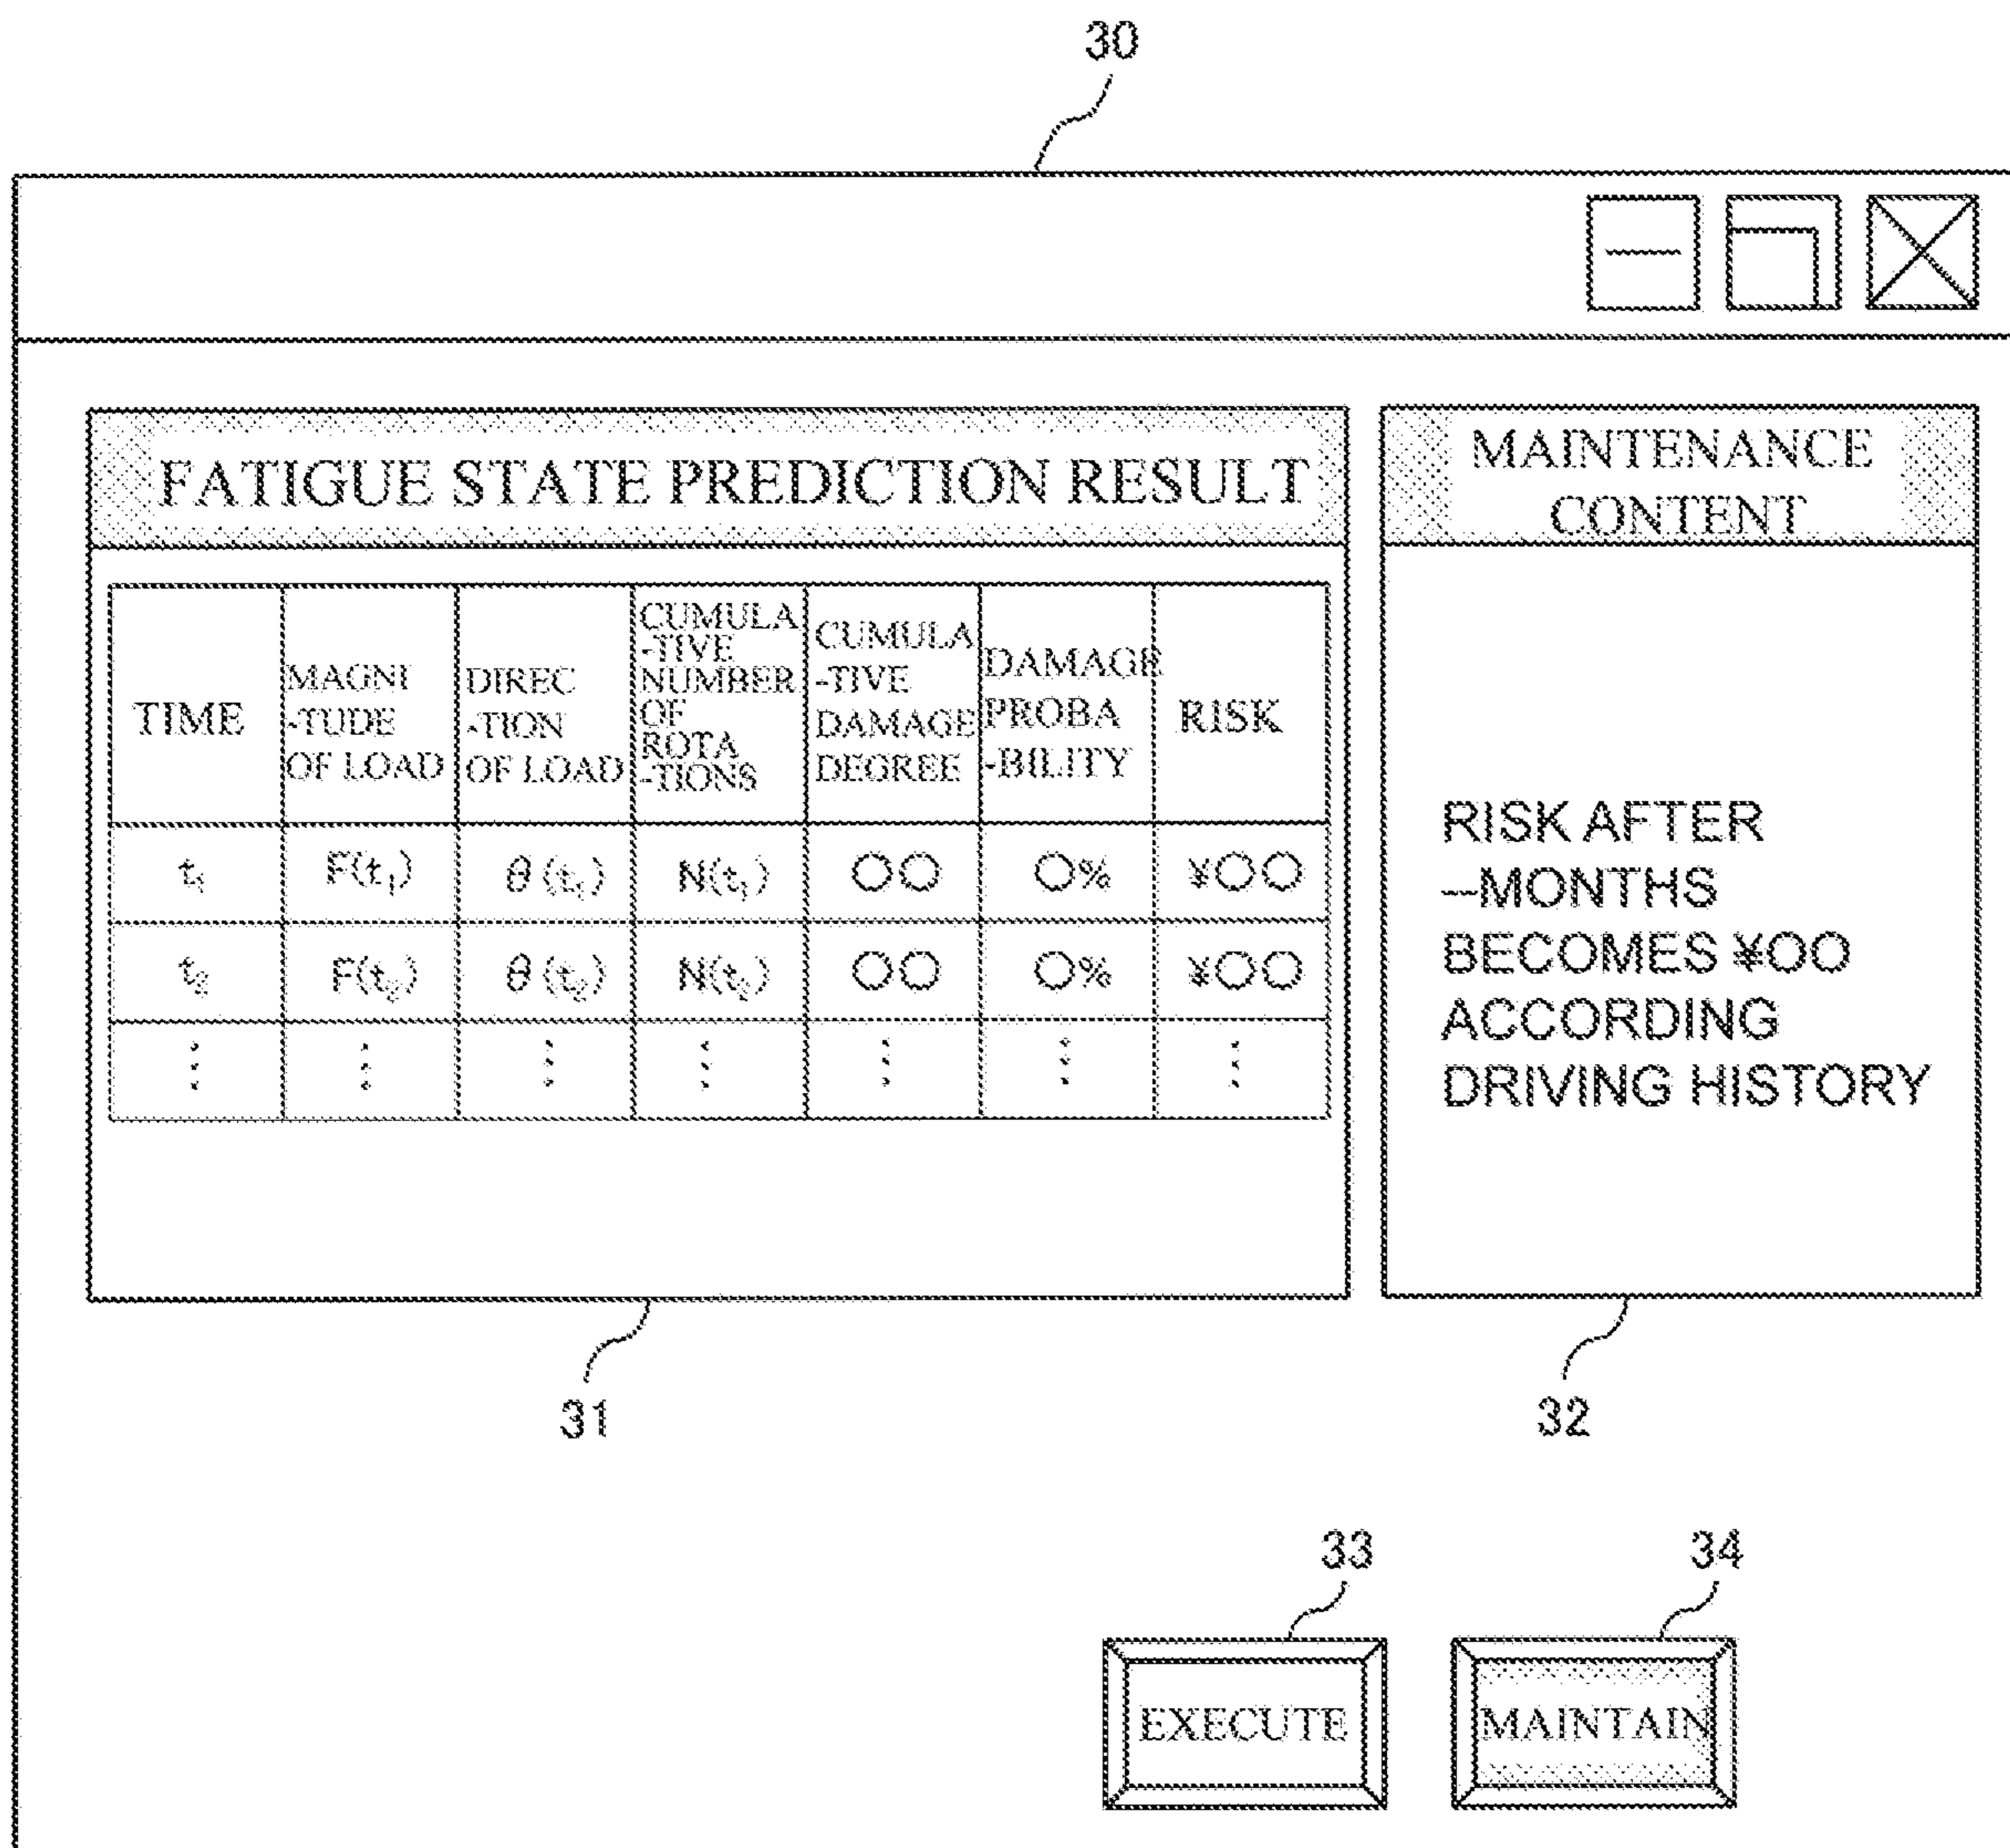 30
FATIGUE STATE PREDICTION RESULT
TIME
MAGNI
-TUDE
OF LOAD
DIREC
-TION
OF LOAD
CUMULA
-TIVE
NUMBER
OF
ROTA
-TIONS
CUMULA
-TIVE
DAMAGE
DEGREE
DAMAGE
PROBA
-BILITY
RISK
t₁ F(t₁) θ(t₁) N(t₁) ○○ ○% ¥○○
t₂ F(t₂) θ(t₂) N(t₂) ○○ ○% ¥○○
⋮ ⋮ ⋮ ⋮ ⋮ ⋮ ⋮
31
MAINTENANCE
CONTENT
RISK AFTER
--MONTHS
BECOMES ¥○○
ACCORDING
DRIVING HISTORY
32
33
EXECUTE
34
MAINTAIN